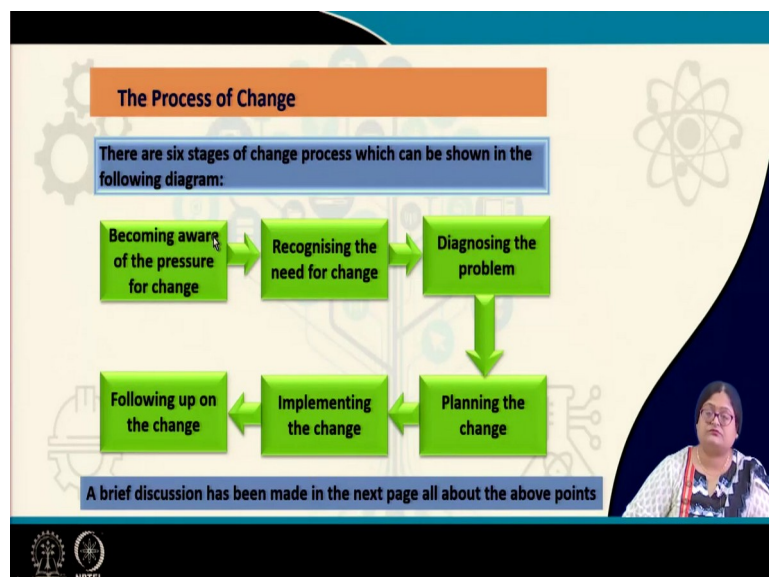 The Process of Change
There are six stages of change process which can be shown in the
following diagram:
Becoming aware
of the pressure
for change
Recognising the
need for change
Diagnosing the
problem
Planning the
change
Implementing
the change
Following up on
the change
A brief discussion has been made in the next page all about the above points
NPTEL